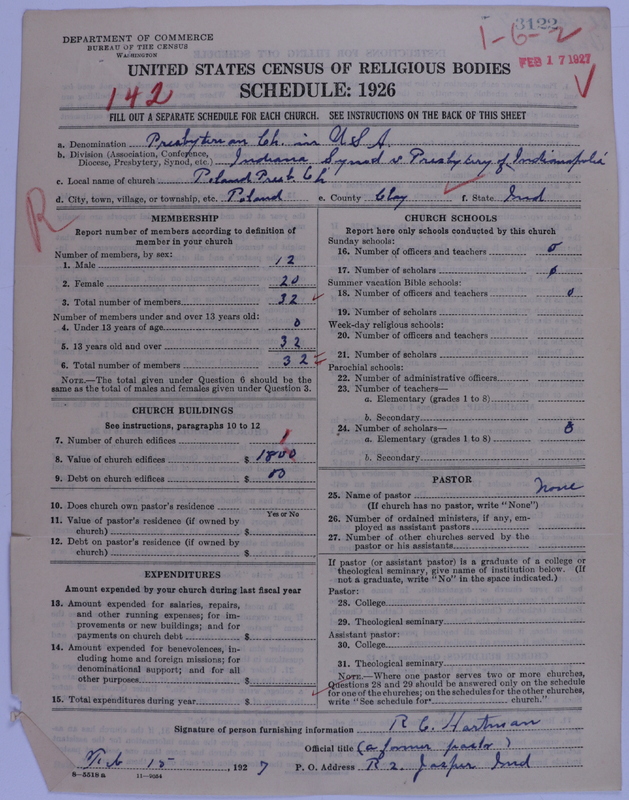 3122
1-6-2
FEB 17 1927
DEPARTMENT OF COMMERCE
BUREAU OF THE CENSUS
WASHINGTON
UNITED STATES CENSUS OF RELIGIOUS BODIES
142
SCHEDULE: 1926
FILL OUT A SEPARATE SCHEDULE FOR EACH CHURCH. SEE INSTRUCTIONS ON THE BACK OF THIS SHEET
a. Denomination Presbyterian Ch. in U.S.A.
b. Division (Association, Conference,
Diocese, Presbytery, Synod, etc.) Indiana Synod & Presbytery of Indianapolis
c. Local name of church Poland Presb. Ch
d. City, town, village, or township, etc. Poland e. County Clay f. State Ind
R
MEMBERSHIP
Report number of members according to definition of
member in your church
Number of members, by sex:
1. Male 12
2. Female 20
3. Total number of members 32
Number of members under and over 13 years old:
4. Under 13 years of age 0
5. 13 years old and over 32
6. Total number of members 32
NOTE.—The total given under Question 6 should be
same as the total of males and females given under Question 3.
CHURCH BUILDINGS
See instructions, paragraphs 10 to 12
7. Number of church edifices 1
8. Value of church edifices $ 1800
9. Debt on church edifices $ 00
10. Does church own pastor's residence
Yes or No
11. Value of pastor's residence (if owned by
church) $
12. Debt on pastor's residence (if owned by
church) $
EXPENDITURES
Amount expended by your church during last fiscal year
13. Amount expended for salaries, repairs,
and other running expenses; for im-
provements or new buildings; and for
payments on church debt $
14. Amount expended for benevolences, in-
cluding home and foreign missions; for
denominational support; and for all
other purposes $
15. Total expenditures during year $
CHURCH SCHOOLS
Report here only schools conducted by this church
Sunday schools:
16. Number of officers and teachers 0
17. Number of scholars 0
Summer vacation Bible schools:
18. Number of officers and teachers 0
19. Number of scholars
Week-day religious schools:
20. Number of officers and teachers
21. Number of scholars
Parochial schools:
22. Number of administrative officers
23. Number of teachers—
a. Elementary (grades 1 to 8)
b. Secondary
24. Number of scholars— 0
a. Elementary (grades 1 to 8)
b. Secondary
PASTOR
25. Name of pastor none
(If church has no pastor, write "None")
26. Number of ordained ministers, if any, em-
ployed as assistant pastors
27. Number of other churches served by the
pastor or his assistants
If pastor (or assistant pastor) is a graduate of a college or
theological seminary, give name of institution below. (If
not a graduate, write "No" in the space indicated.)
Pastor:
28. College
29. Theological seminary
Assistant pastor:
30. College
31. Theological seminary
NOTE.—Where one pastor serves two or more churches,
Questions 28 and 29 should be answered only on the schedule
for one of the churches; on the schedules for the other churches,
write "See schedule for church."
Signature of person furnishing information R. C. Hartman
Official title (a former pastor)
Feb 15, 1927 P. O. Address R 2. Jasper Ind
8—5518 a 11—9054